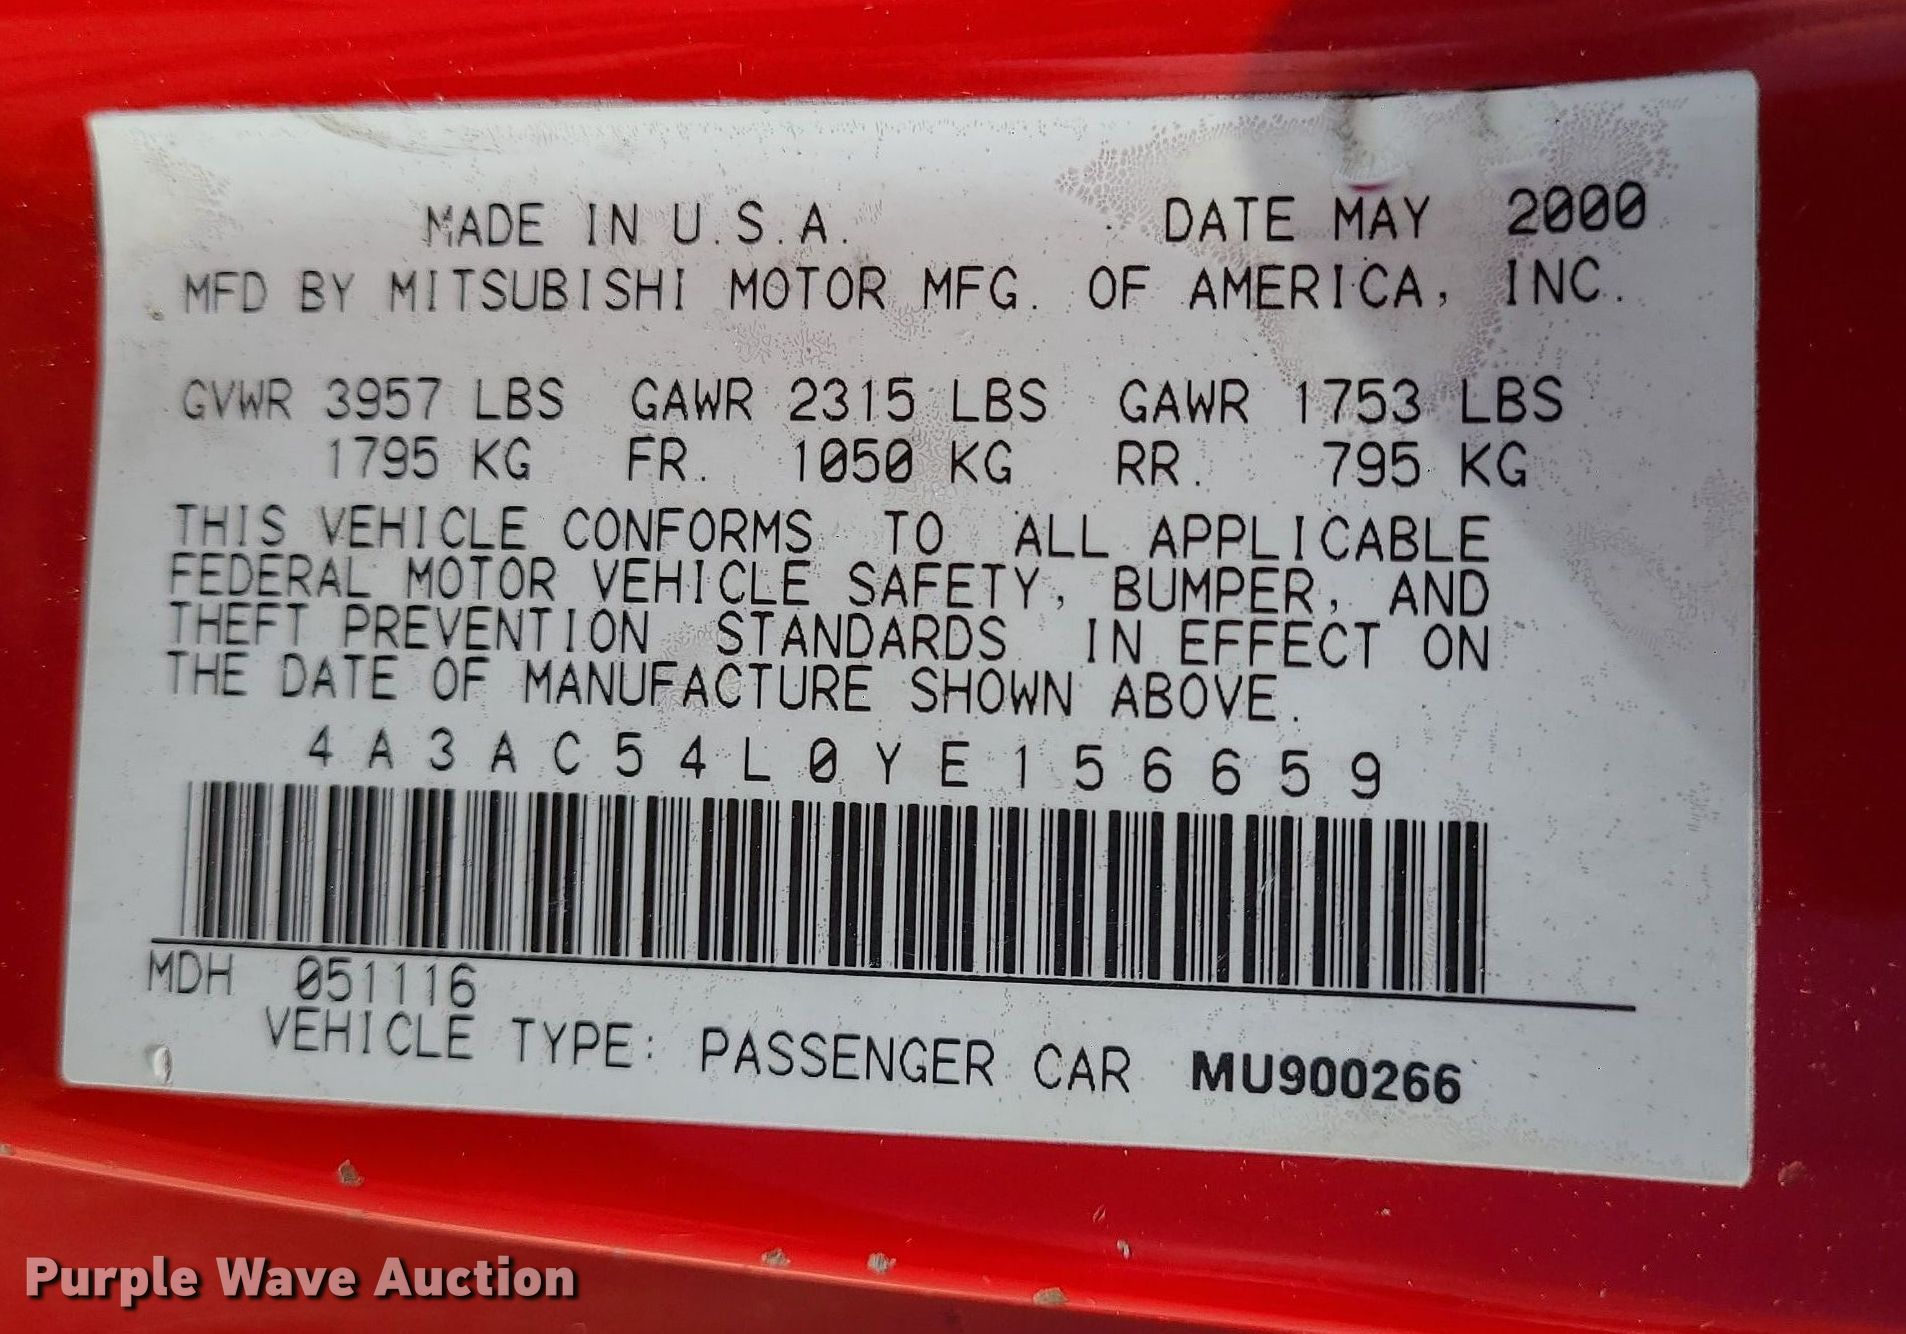 MADE IN U.S.A. DATE MAY 2000
MFD BY MITSUBISHI MOTOR MFG. OF AMERICA, INC.
GVWR 3957 LBS GAWR 2315 LBS GAWR 1753 LBS
1795 KG FR. 1050 KG RR. 795 KG
THIS VEHICLE CONFORMS TO ALL APPLICABLE
FEDERAL MOTOR VEHICLE SAFETY, BUMPER, AND
THEFT PREVENTION STANDARDS IN EFFECT ON
THE DATE OF MANUFACTURE SHOWN ABOVE.
4A3AC54L0YE156659
MDH 051116
VEHICLE TYPE: PASSENGER CAR MU900266
Purple Wave Auction